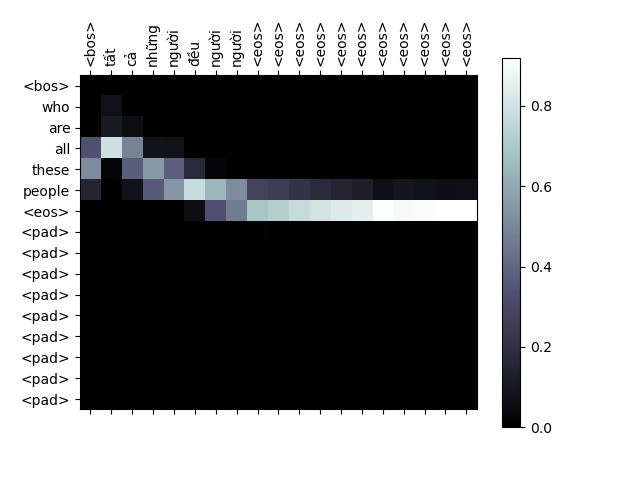 <bos> tất cả những người đều người người <eos> <eos> <eos> <eos> <eos> <eos> <eos> <eos> <eos> <eos> <eos>
<bos>
who
are
all
these
people
<eos>
<pad>
<pad>
<pad>
<pad>
<pad>
<pad>
<pad>
<pad>
<pad>
0.8
0.6
0.4
0.2
0.0